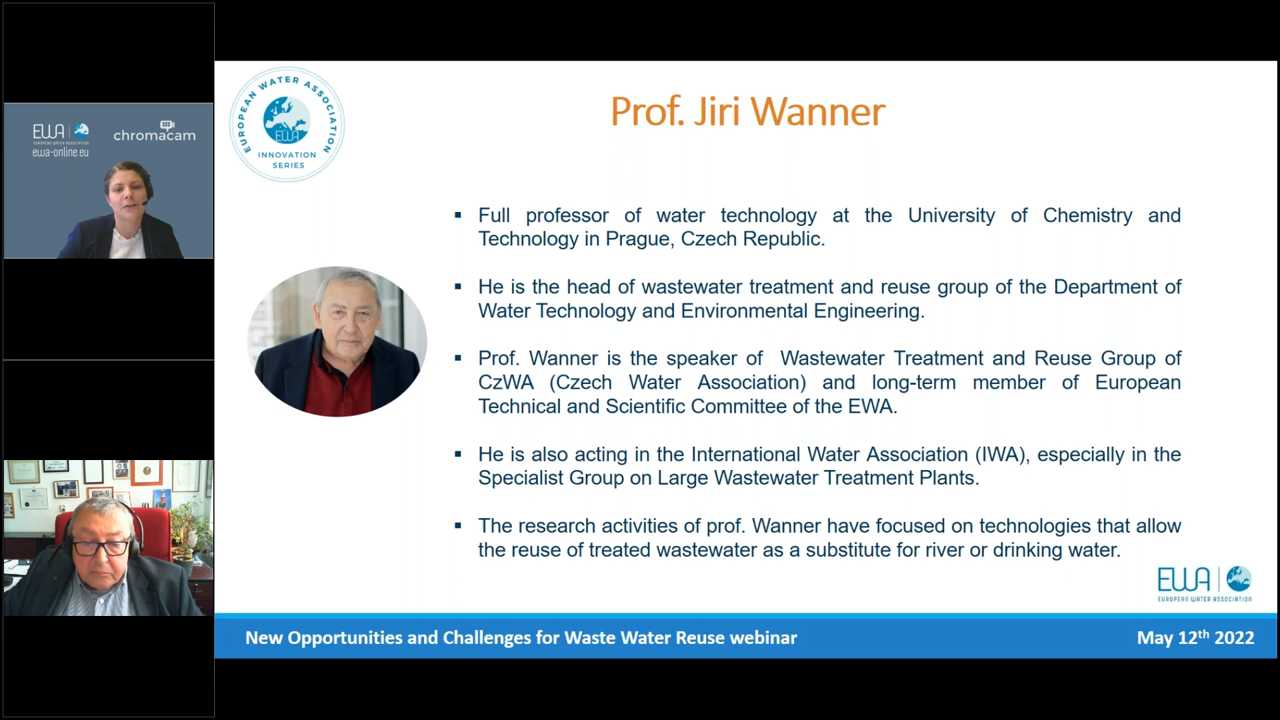 EWA
EUROPEAN WATER ASSOCIATION
ewa-online.eu
chromacam
EUROPEAN WATER ASSOCIATION
EWA
INNOVATION
SERIES
Prof. Jiri Wanner
▪ Full professor of water technology at the University of Chemistry and
Technology in Prague, Czech Republic.
▪ He is the head of wastewater treatment and reuse group of the Department of
Water Technology and Environmental Engineering.
▪ Prof. Wanner is the speaker of Wastewater Treatment and Reuse Group of
CzWA (Czech Water Association) and long-term member of European
Technical and Scientific Committee of the EWA.
▪ He is also acting in the International Water Association (IWA), especially in the
Specialist Group on Large Wastewater Treatment Plants.
▪ The research activities of prof. Wanner have focused on technologies that allow
the reuse of treated wastewater as a substitute for river or drinking water.
EWA
EUROPEAN WATER ASSOCIATION
New Opportunities and Challenges for Waste Water Reuse webinar
May 12th 2022